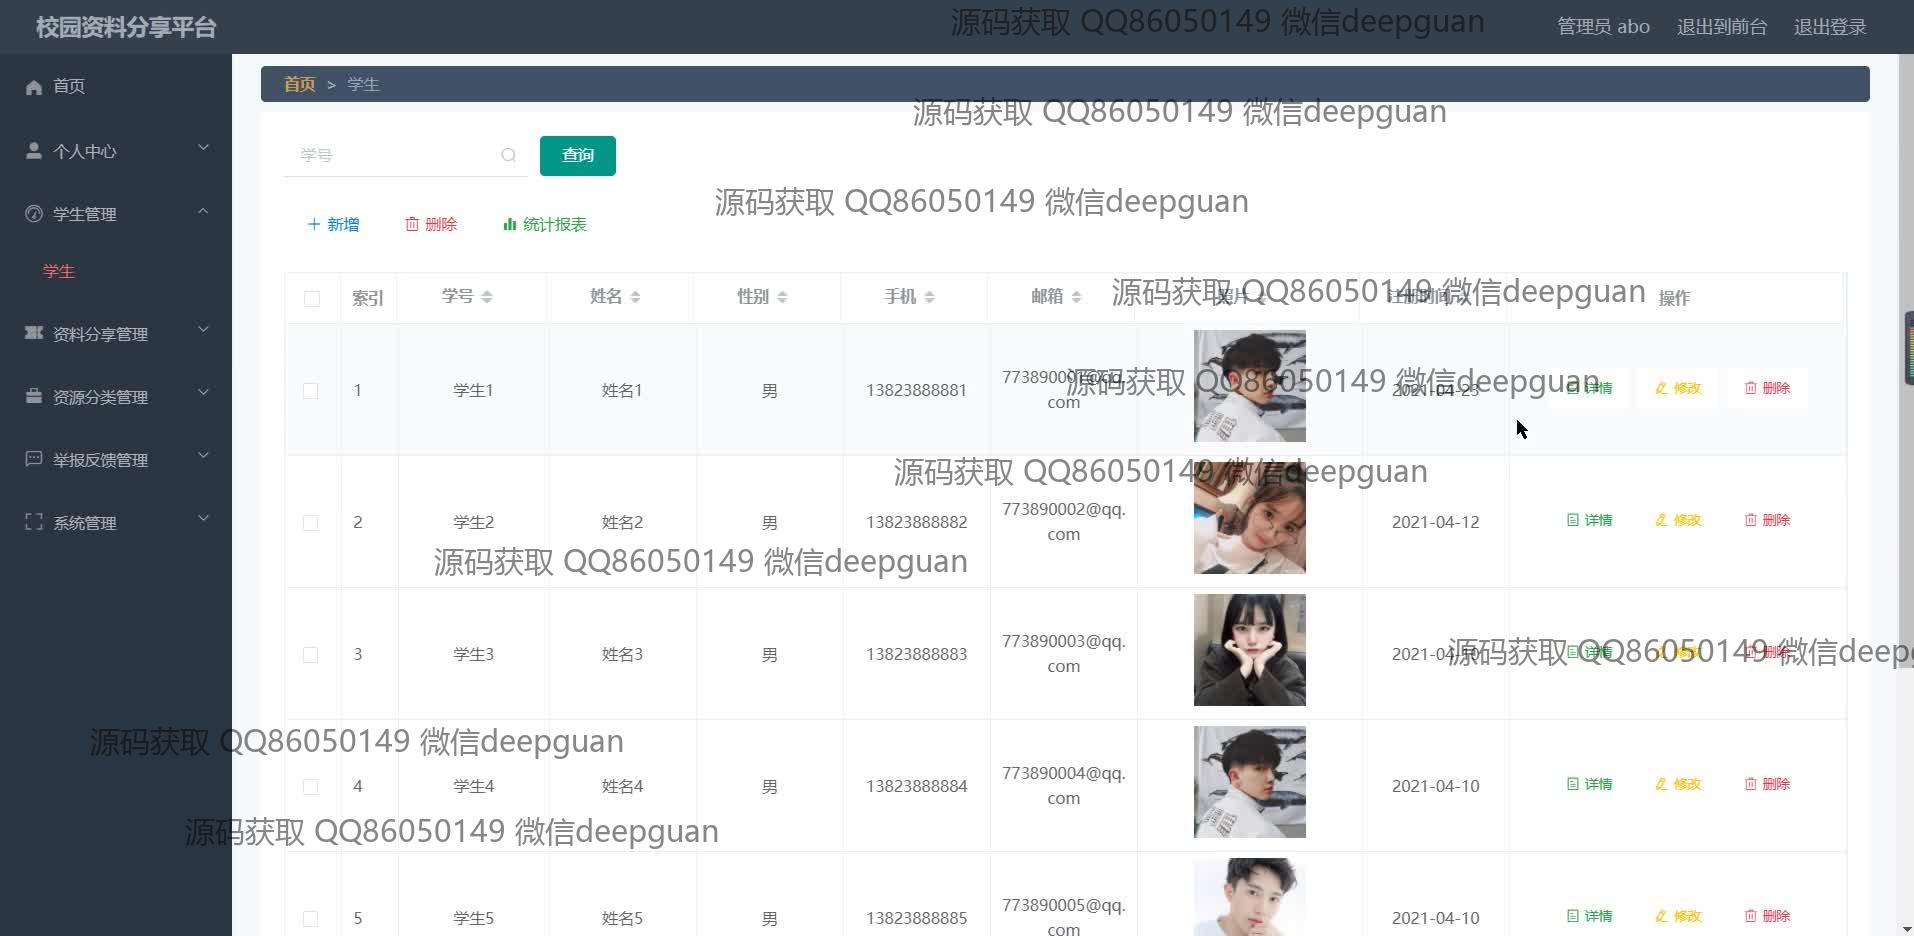 校园资料分享平台
源码获取 QQ86050149 微信deepguan
管理员 abo 退出到前台 退出登录
首页
个人中心
学生管理
学生
资料分享管理
资源分类管理
举报反馈管理
系统管理
首页 > 学生
源码获取 QQ86050149 微信deepguan
学号 查询
源码获取 QQ86050149 微信deepguan
新增 删除 统计报表
索引 学号 姓名 性别 手机 邮箱 照片 注册时间 操作
源码获取 QQ86050149 微信deepguan
1 学生1 姓名1 男 13823888881 773890001@qq.com 2021-04-23 详情 修改 删除
源码获取 QQ86050149 微信deepguan
源码获取 QQ86050149 微信deepguan
2 学生2 姓名2 男 13823888882 773890002@qq.com 2021-04-12 详情 修改 删除
源码获取 QQ86050149 微信deepguan
3 学生3 姓名3 男 13823888883 773890003@qq.com 2021-04-10 详情 修改 删除
源码获取 QQ86050149 微信deep
源码获取 QQ86050149 微信deepguan
4 学生4 姓名4 男 13823888884 773890004@qq.com 2021-04-10 详情 修改 删除
源码获取 QQ86050149 微信deepguan
5 学生5 姓名5 男 13823888885 773890005@qq.com 2021-04-10 详情 修改 删除